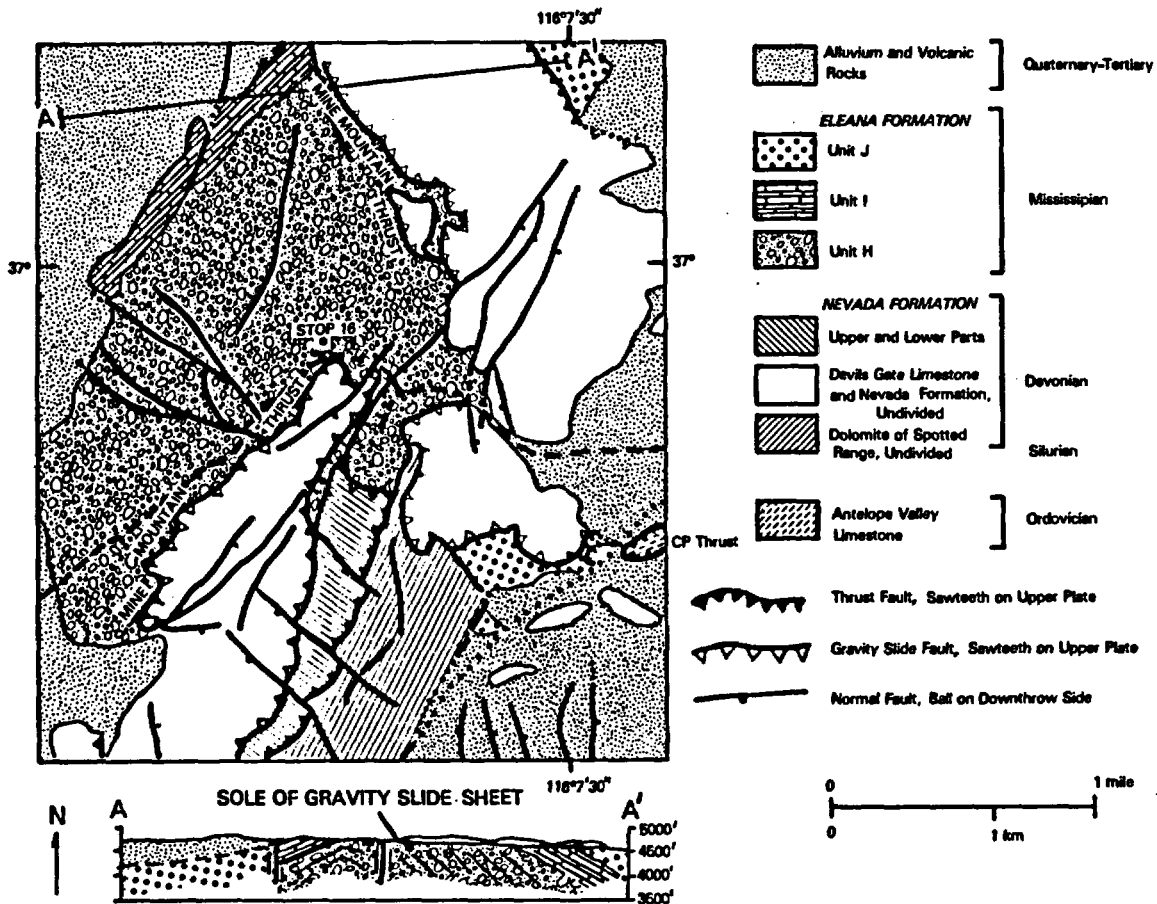 116°7'30"
A'
A
MINE MOUNTAIN THRUST
37°
37°
STOP 16
MINE MOUNTAIN THRUST
CP Thrust
116°7'30"
Alluvium and Volcanic
Rocks
Quaternary-Tertiary
ELEANA FORMATION
Unit J
Unit I
Mississipian
Unit H
NEVADA FORMATION
Upper and Lower Parts
Devils Gate Limestone
and Nevada Formation,
Undivided
Devonian
Dolomite of Spotted
Range, Undivided
Silurian
Antelope Valley
Limestone
Ordovician
Thrust Fault, Sawteeth on Upper Plate
Gravity Slide Fault, Sawteeth on Upper Plate
Normal Fault, Ball on Downthrow Side
0 1 mile
0 1 km
N
SOLE OF GRAVITY SLIDE SHEET
A A'
5000'
4500'
4000'
3500'